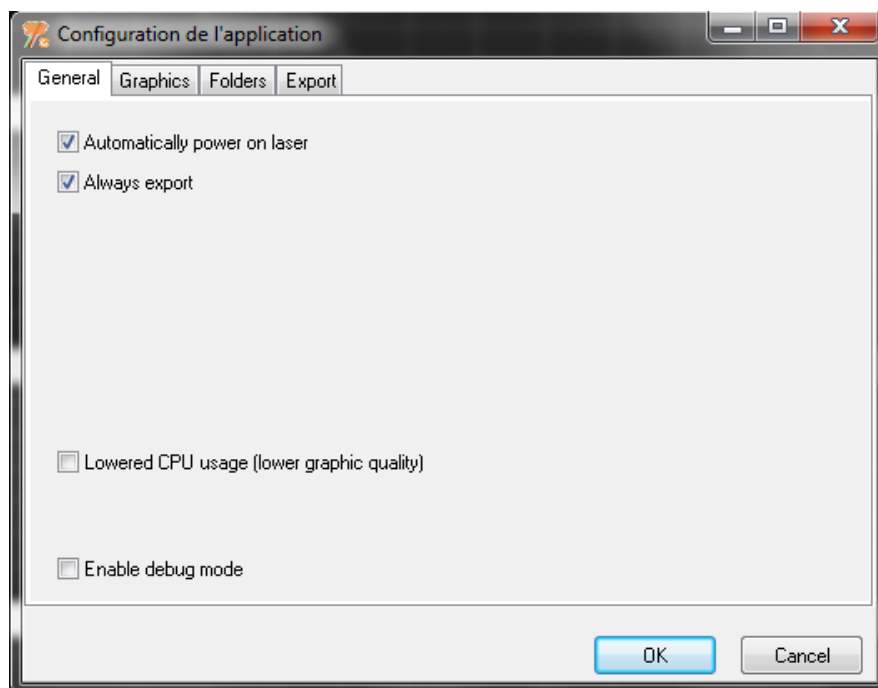 Configuration de l'application
General Graphics Folders Export
Automatically power on laser
Always export
Lowered CPU usage (lower graphic quality)
Enable debug mode
OK Cancel